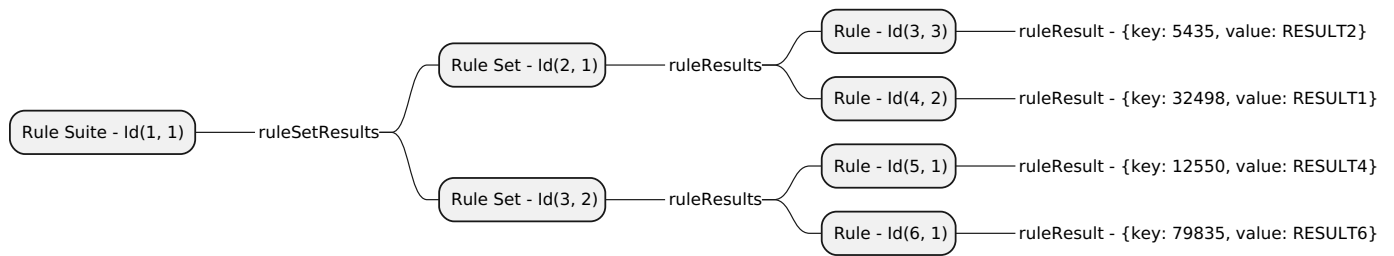 Rule Suite - Id(1, 1)
ruleSetResults
Rule Set - Id(2, 1)
ruleResults
Rule - Id(3, 3)
ruleResult - {key: 5435, value: RESULT2}
Rule - Id(4, 2)
ruleResult - {key: 32498, value: RESULT1}
Rule Set - Id(3, 2)
ruleResults
Rule - Id(5, 1)
ruleResult - {key: 12550, value: RESULT4}
Rule - Id(6, 1)
ruleResult - {key: 79835, value: RESULT6}